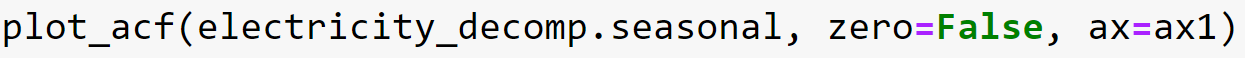 plot_acf(electricity_decomp.seasonal, zero=False, ax=ax1)